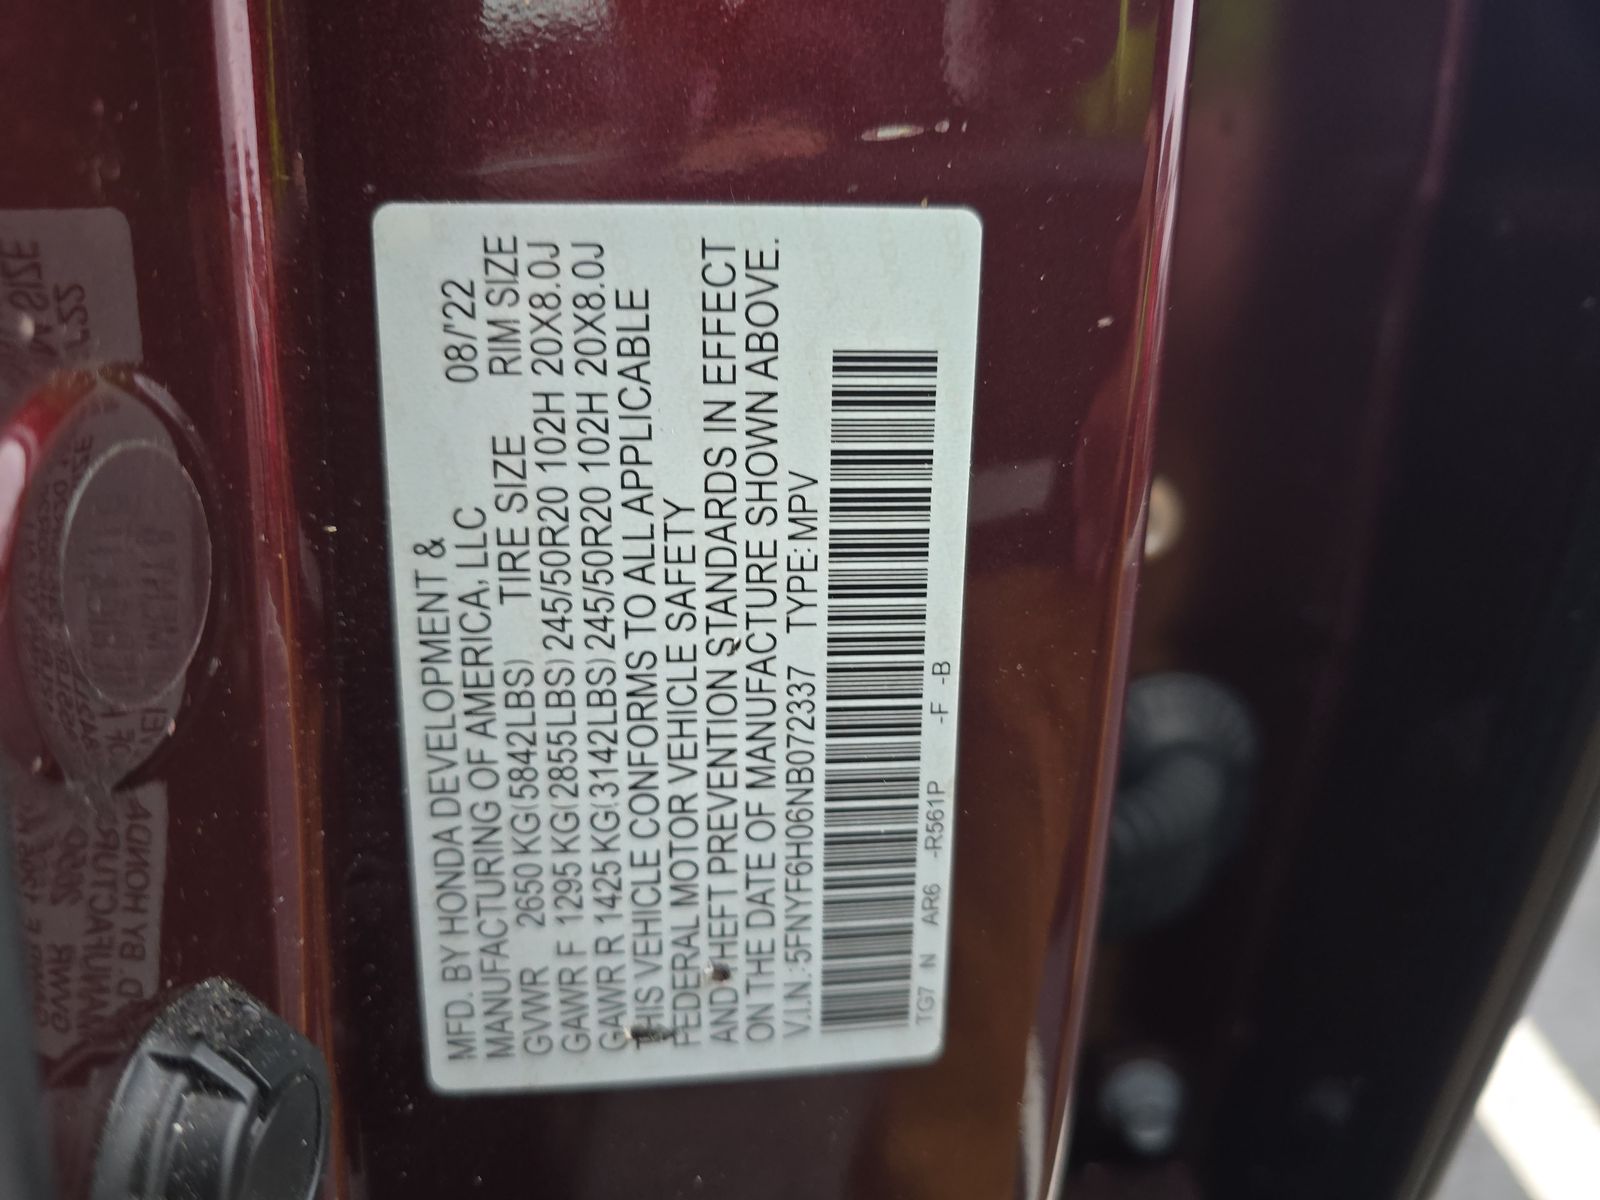 MFD. BY HONDA DEVELOPMENT &
MANUFACTURING OF AMERICA, LLC 08/'22
GVWR 2650 KG(5842LBS) TIRE SIZE RIM SIZE
GAWR F 1295 KG(2855LBS) 245/50R20 102H 20X8.0J
GAWR R 1425 KG(3142LBS) 245/50R20 102H 20X8.0J
THIS VEHICLE CONFORMS TO ALL APPLICABLE
FEDERAL MOTOR VEHICLE SAFETY
AND THEFT PREVENTION STANDARDS IN EFFECT
ON THE DATE OF MANUFACTURE SHOWN ABOVE.
V.I.N.:5FNYF6H06NB072337 TYPE:MPV
TG7 N AR6 -R561P -F -B